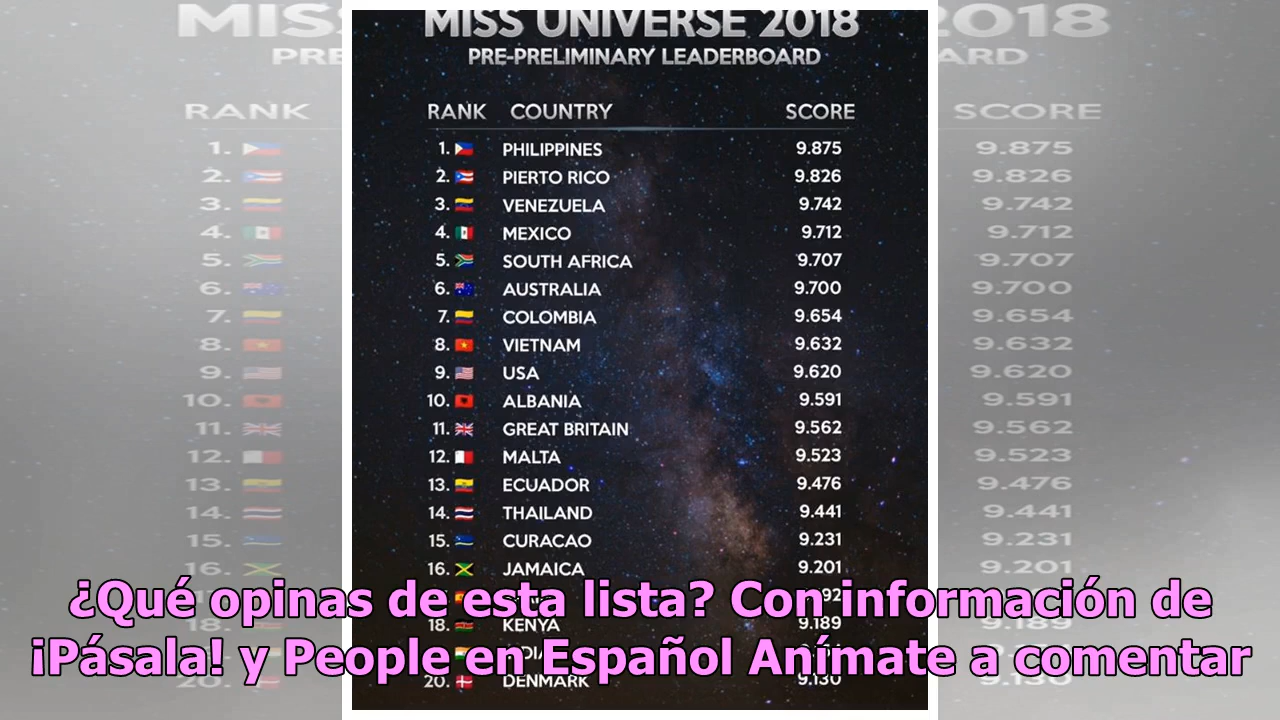 MISS UNIVERSE 2018
PRE-PRELIMINARY LEADERBOARD
RANK COUNTRY SCORE
1. PHILIPPINES 9.875
2. PIERTO RICO 9.826
3. VENEZUELA 9.742
4. MEXICO 9.712
5. SOUTH AFRICA 9.707
6. AUSTRALIA 9.700
7. COLOMBIA 9.654
8. VIETNAM 9.632
9. USA 9.620
10. ALBANIA 9.591
11. GREAT BRITAIN 9.562
12. MALTA 9.523
13. ECUADOR 9.476
14. THAILAND 9.441
15. CURACAO 9.231
16. JAMAICA 9.201
18. KENYA 9.189
20. DENMARK 9.130
¿Qué opinas de esta lista? Con información de
¡Pásala! y People en Español Anímate a comentar